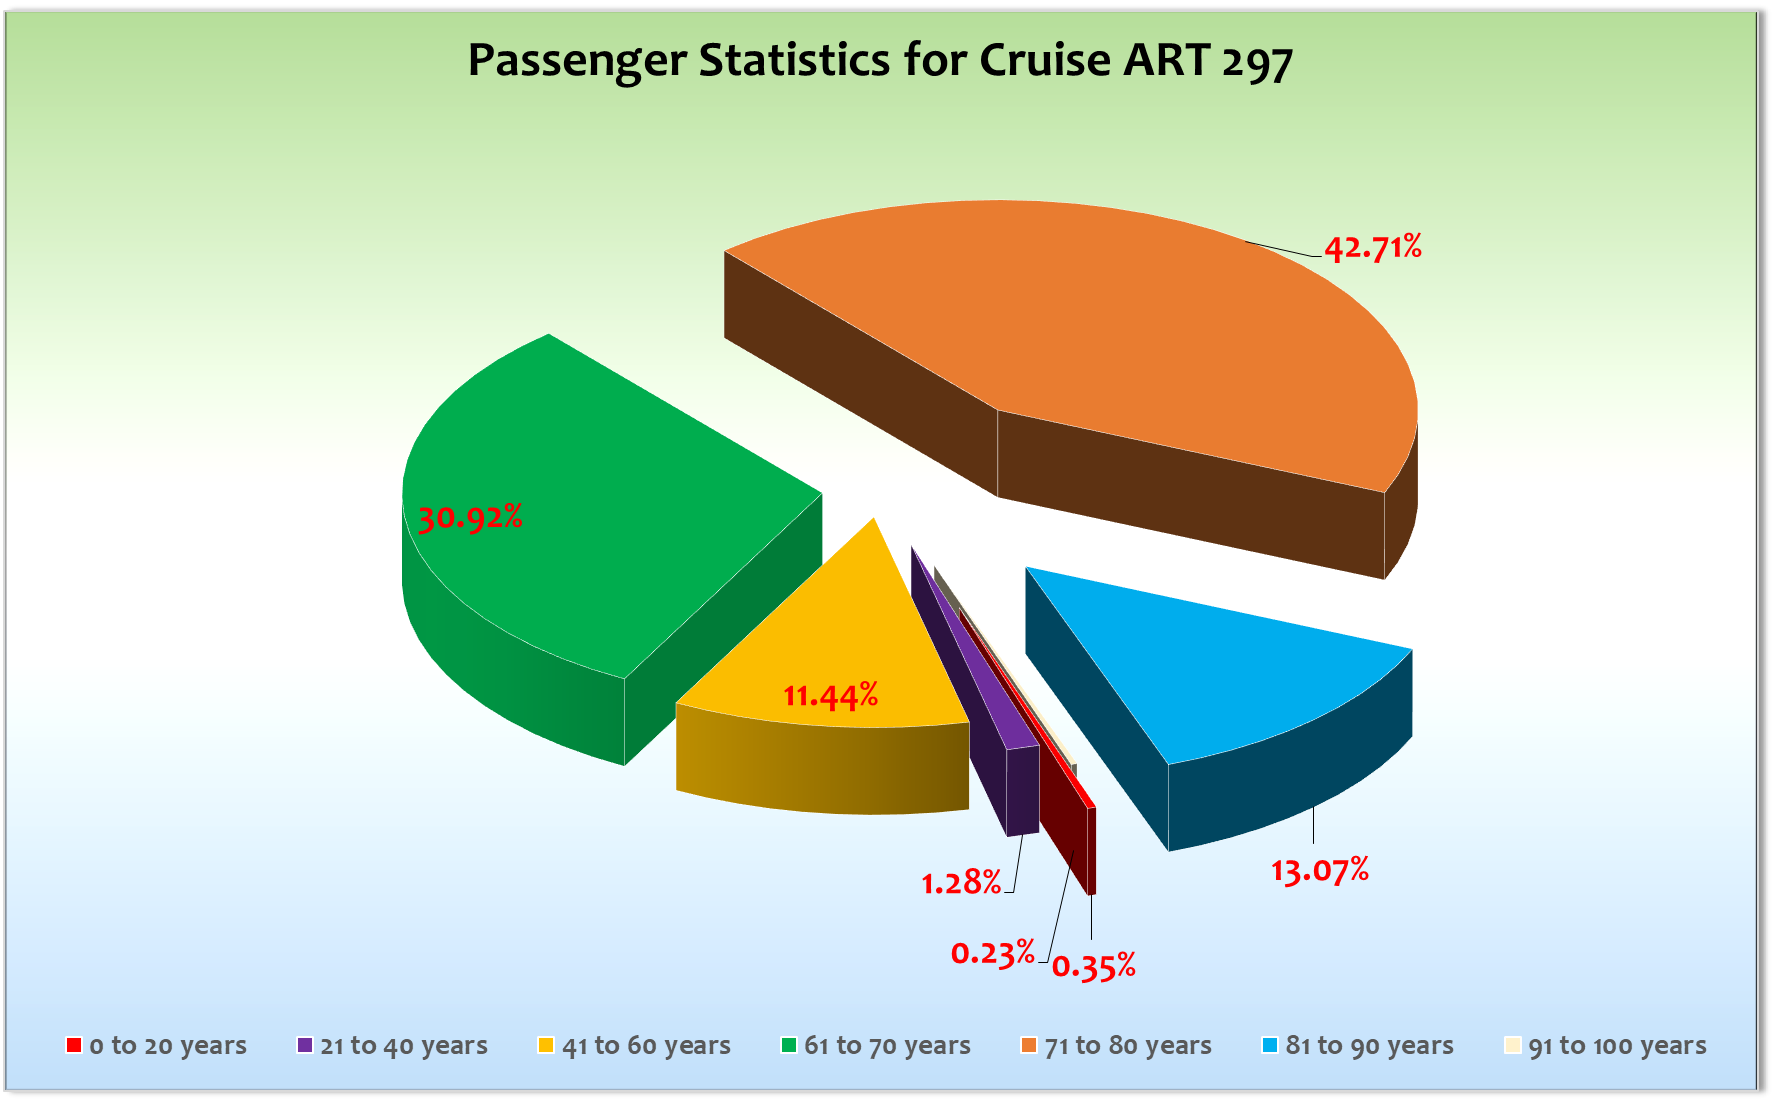 Passenger Statistics for Cruise ART 297
42.71%
30.92%
11.44%
13.07%
1.28%
0.23%
0.35%
0 to 20 years
21 to 40 years
41 to 60 years
61 to 70 years
71 to 80 years
81 to 90 years
91 to 100 years